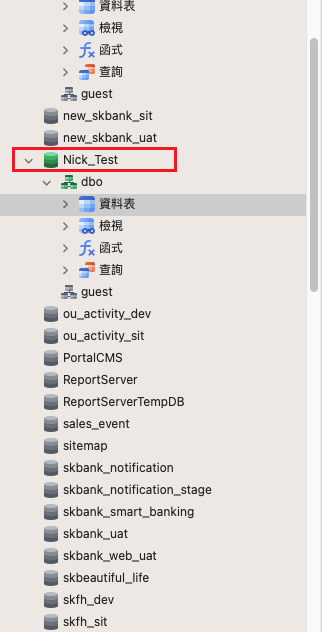 資料表
檢視
函式
查詢
guest
new_skbank_sit
new_skbank_uat
Nick_Test
dbo
資料表
檢視
函式
查詢
guest
ou_activity_dev
ou_activity_sit
PortalCMS
ReportServer
ReportServerTempDB
sales_event
sitemap
skbank_notification
skbank_notification_stage
skbank_smart_banking
skbank_uat
skbank_web_uat
skbeautiful_life
skfh_dev
skfh_sit